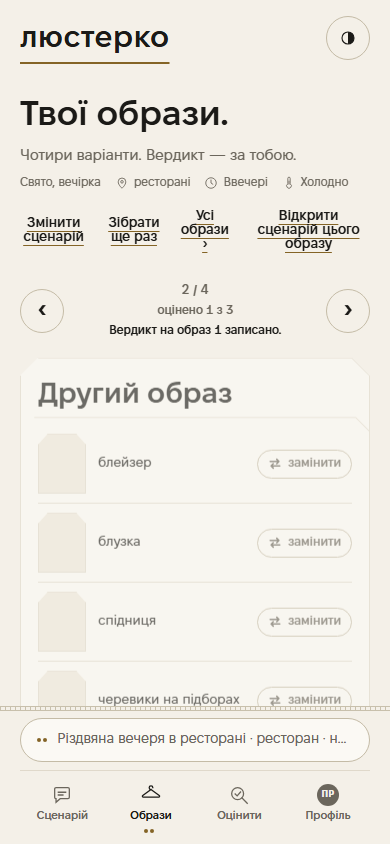 люстерко
Твої образи.
Чотири варіанти. Вердикт — за тобою.
Свято, вечірка ресторані Ввечері Холодно
Змінити
сценарій
Зібрати
ще раз
Усі
образи
›
Відкрити
сценарій цього
образу
‹
2 / 4
оцінено 1 з 3
Вердикт на образ 1 записано.
›
Другий образ
блейзер замінити
блузка замінити
спідниця замінити
черевики на підборах замінити
Різдвяна вечеря в ресторані · ресторан · н...
Сценарій Образи Оцінити ПР Профіль